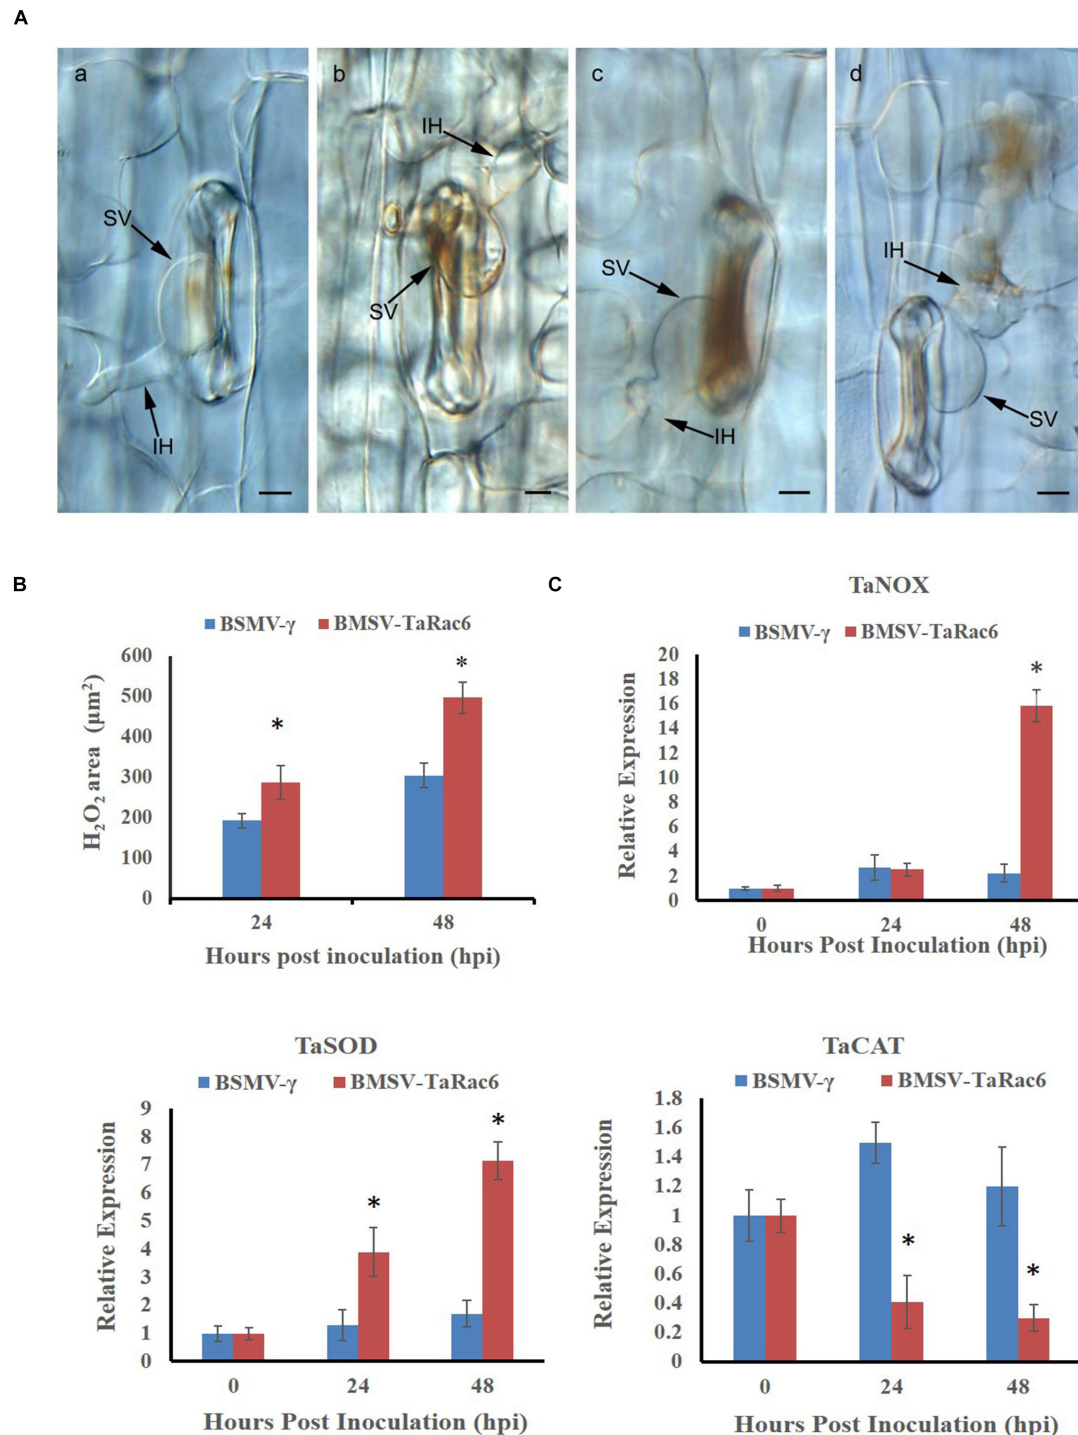 A
a
b
c
d
IH
IH
SV
SV
SV
IH
SV
IH
IH
SV
B
C
TaNOX
BSMV-γ BMSV-TaRac6
BSMV-γ BMSV-TaRac6
600
500
400
300
200
100
0
H₂O₂ area (μm²)
*
*
24 48
Hours post inoculation (hpi)
20
18
16
14
12
10
8
6
4
2
0
Relative Expression
*
0 24 48
Hours Post Inoculation (hpi)
TaSOD
BSMV-γ BMSV-TaRac6
9
8
7
6
5
4
3
2
1
0
Relative Expression
*
*
0 24 48
Hours Post Inoculation (hpi)
TaCAT
BSMV-γ BMSV-TaRac6
1.8
1.6
1.4
1.2
1
0.8
0.6
0.4
0.2
0
Relative Expression
*
*
0 24 48
Hours Post Inoculation (hpi)